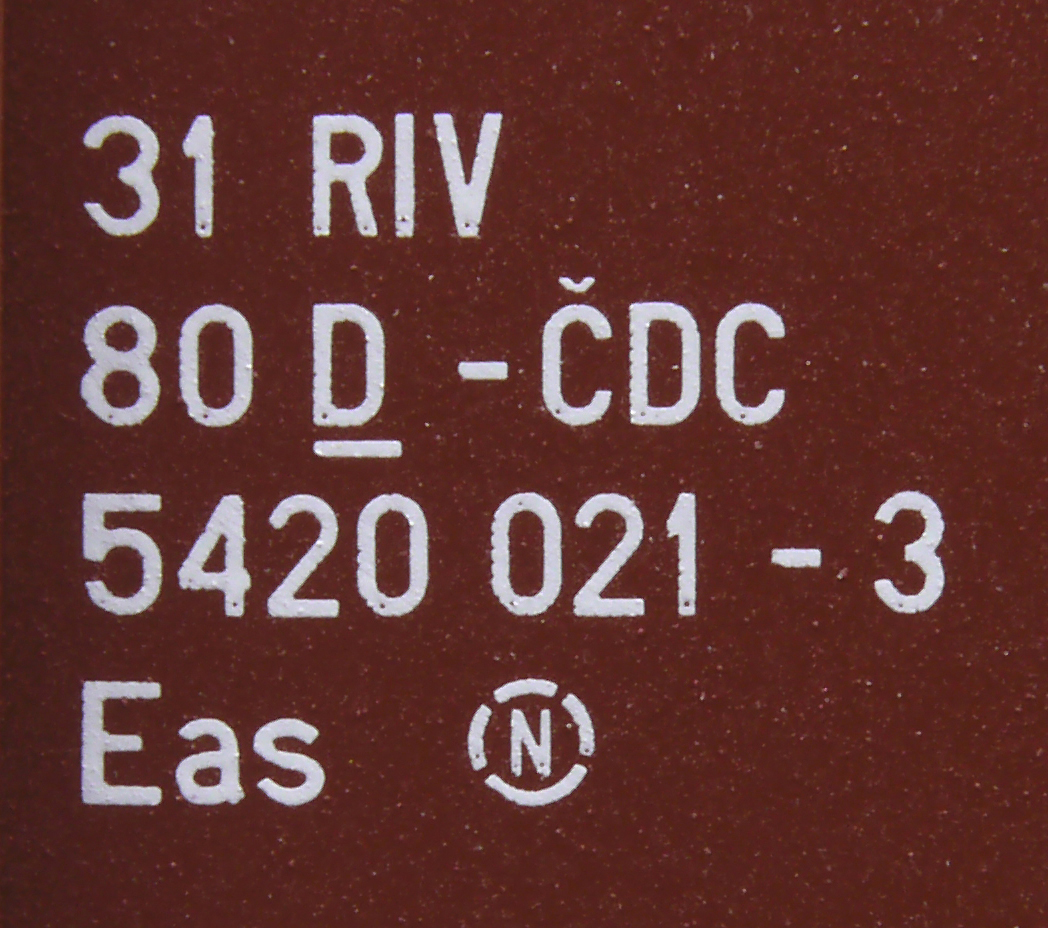 31 RIV
80 D -ČDC
5420 021 - 3
Eas N